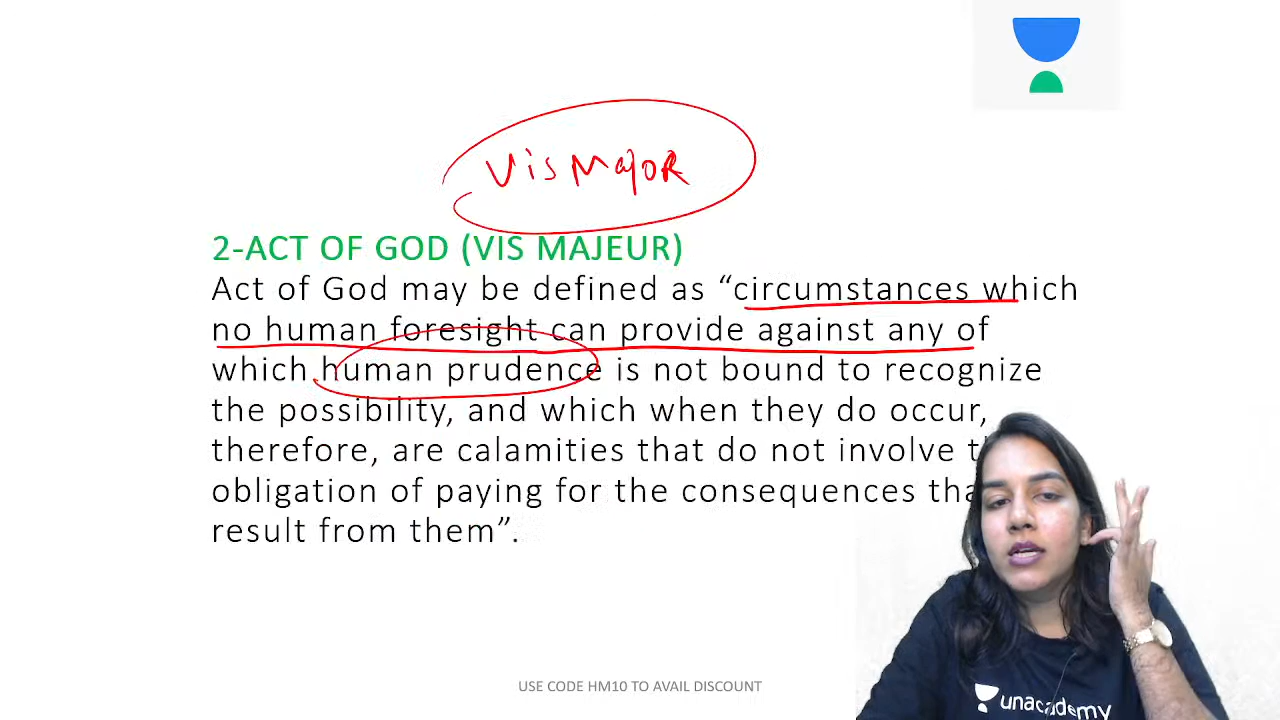 Vis MajoR
2-ACT OF GOD (VIS MAJEUR)
Act of God may be defined as “circumstances which
no human foresight can provide against any of
which human prudence is not bound to recognize
the possibility, and which when they do occur,
therefore, are calamities that do not involve
obligation of paying for the consequences
result from them”.
unacademy
USE CODE HM10 TO AVAIL DISCOUNT